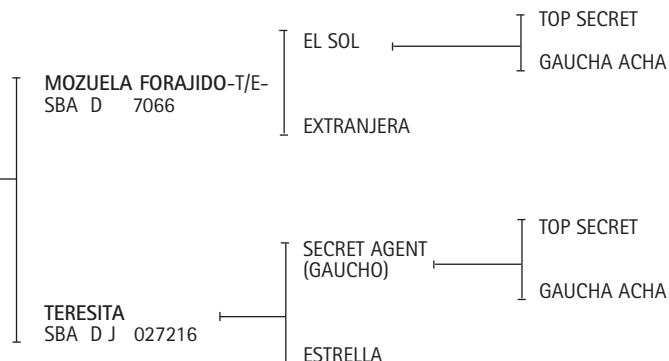 TOP SECRET
EL SOL
GAUCHA ACHA
MOZUELA FORAJIDO-T/E-
SBA D 7066
EXTRANJERA
TOP SECRET
SECRET AGENT
(GAUCHO)
GAUCHA ACHA
TERESITA
SBA D J 027216
ESTRELLA